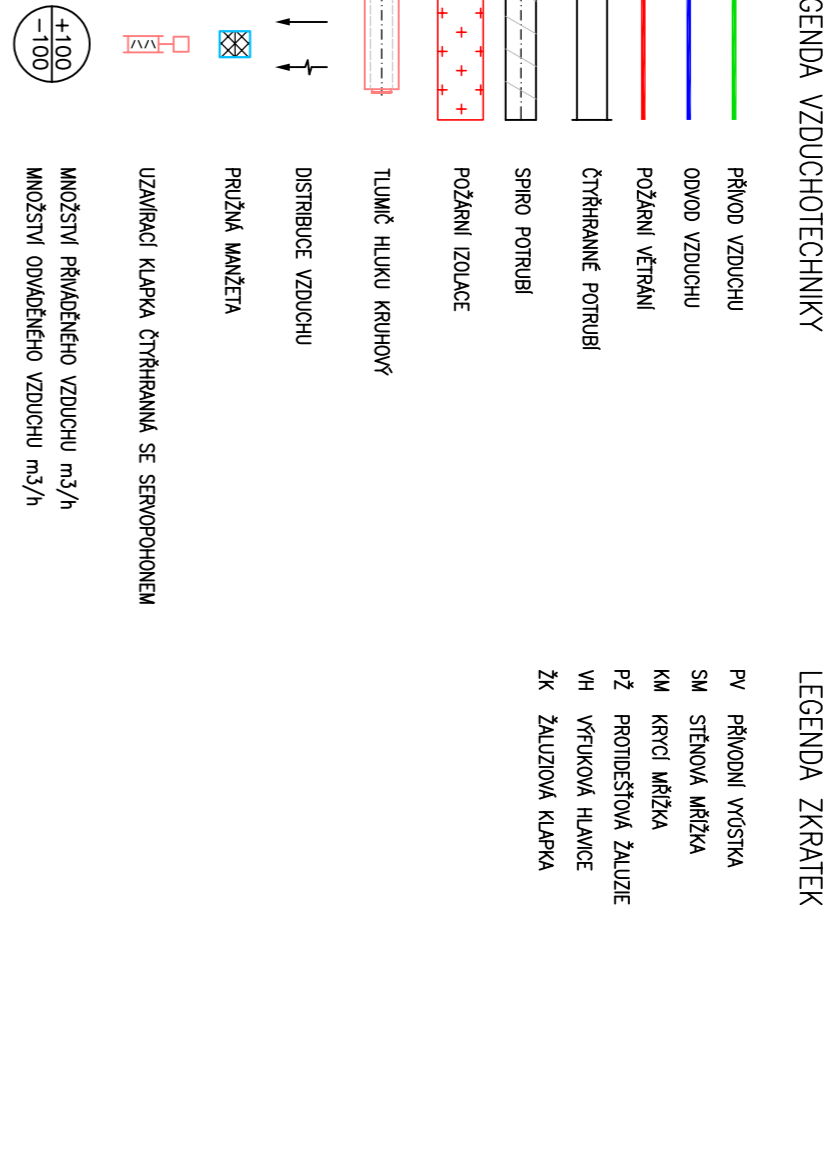 GENDA VZDUCHOTECHNIKY
PŘÍVOD VZDUCHU
ODVOD VZDUCHU
POŽÁRNÍ VĚTRÁNÍ
ČTYŘHRANNÉ POTRUBÍ
SPIRO POTRUBÍ
POŽÁRNÍ IZOLACE
TLUMIČ HLUKU KRUHOVÝ
DISTRIBUCE VZDUCHU
PRUŽNÁ MANŽETA
UZAVÍRACÍ KLAPKA ČTYŘHRANNÁ SE SERVOPOHONEM
+100
-100
MNOŽSTVÍ PŘIVÁDĚNÉHO VZDUCHU m3/h
MNOŽSTVÍ ODVÁDĚNÉHO VZDUCHU m3/h
LEGENDA ZKRATEK
PV PŘÍVODNÍ VYÚSTKA
SM STĚNOVÁ MŘÍŽKA
KM KRYCÍ MŘÍŽKA
PŽ PROTIDEŠŤOVÁ ŽALUZIE
VH VÝFUKOVÁ HLAVICE
ŽK ŽALUZIOVÁ KLAPKA